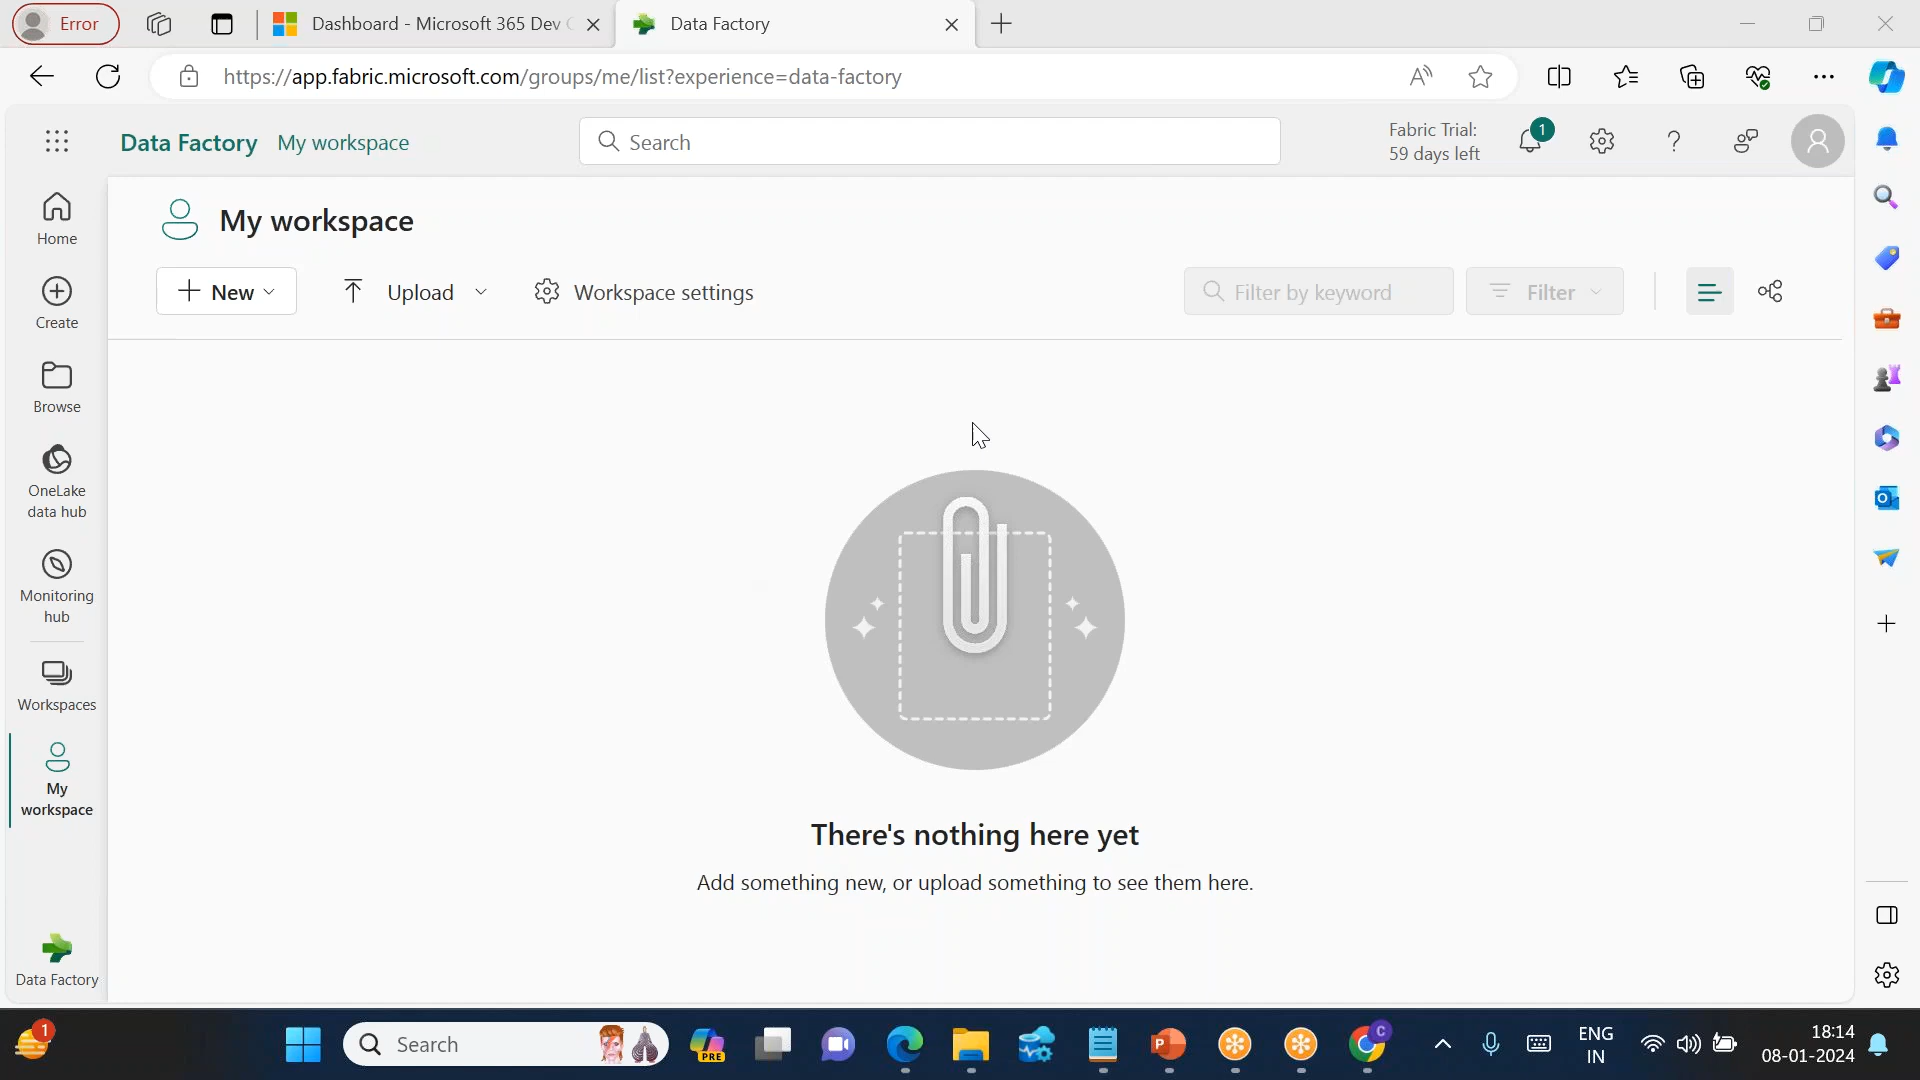 Error
Dashboard - Microsoft 365 Dev
Data Factory
https://app.fabric.microsoft.com/groups/me/list?experience=data-factory
Data Factory My workspace
Search
Fabric Trial:
59 days left
1
Home
Create
Browse
OneLake
data hub
Monitoring
hub
Workspaces
My
workspace
Data Factory
My workspace
New
Upload
Workspace settings
Filter by keyword
Filter
There's nothing here yet
Add something new, or upload something to see them here.
1
Search
PRE
C
ENG
IN
18:14
08-01-2024